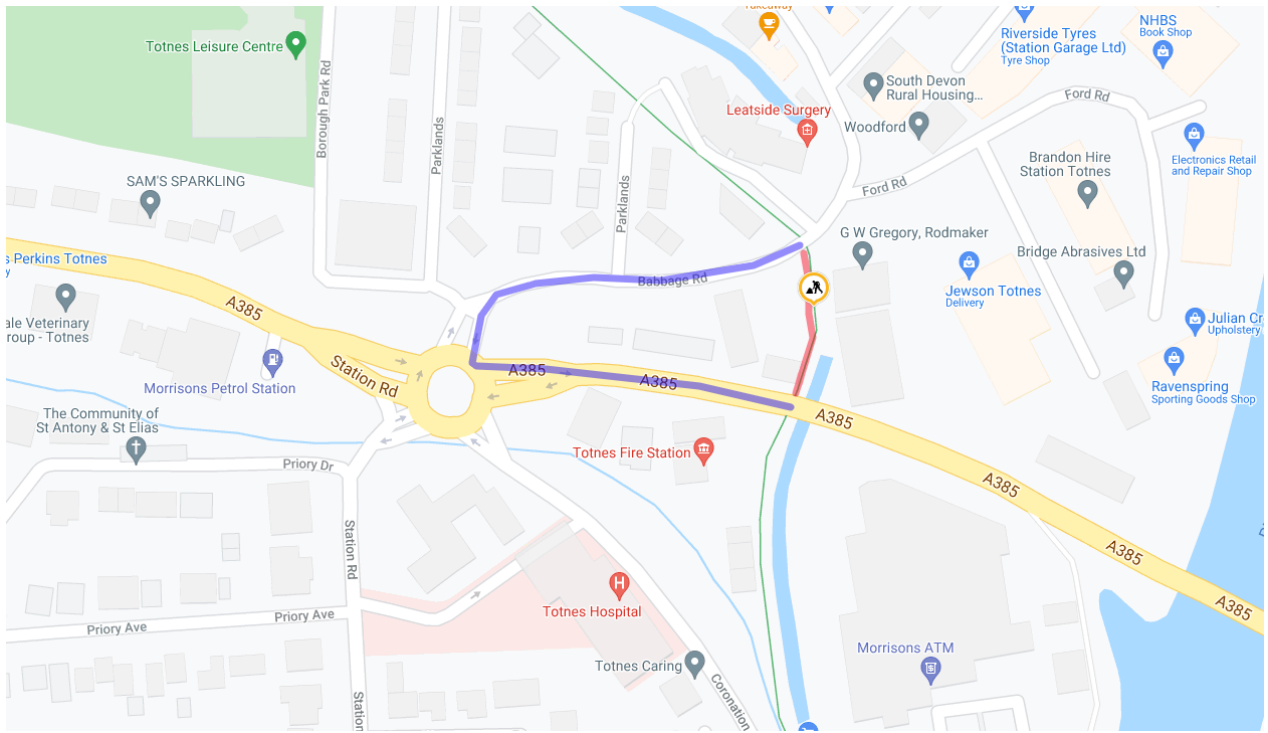 Takeaway
Totnes Leisure Centre
Riverside Tyres
(Station Garage Ltd)
Tyre Shop
NHBS
Book Shop
South Devon
Rural Housing...
Leatside Surgery
Woodford
Ford Rd
Borough Park Rd
Parklands
Brandon Hire
Station Totnes
Electronics Retail
and Repair Shop
SAM'S SPARKLING
Parklands
Ford Rd
G W Gregory, Rodmaker
Bridge Abrasives Ltd
s Perkins Totnes
y
Babbage Rd
Jewson Totnes
Delivery
A385
Julian Cr
Upholstery
ale Veterinary
roup - Totnes
Station Rd
A385
A385
Morrisons Petrol Station
Ravenspring
Sporting Goods Shop
The Community of
St Antony & St Elias
A385
Totnes Fire Station
Priory Dr
A385
Station Rd
A385
H
Totnes Hospital
A385
Priory Ave
Priory Ave
Morrisons ATM
Totnes Caring
Coronation
Station